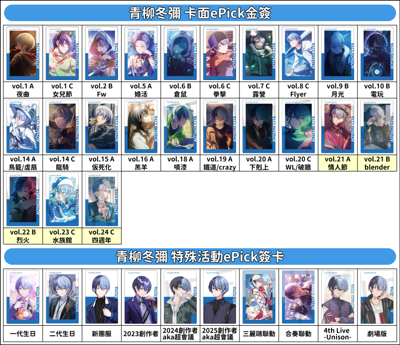 青柳冬彌 卡面ePick金簽
vol.1 A vol.1 C vol.2 B vol.5 A vol.6 B vol.6 C vol.7 C vol.8 C vol.9 B vol.10 B
夜曲 女兒節 Fw 婚活 倉鼠 拳擊 露營 Flyer 月光 電玩
vol.14 A vol.14 C vol.15 A vol.16 A vol.18 A vol.19 A vol.20 A vol.20 C vol.21 A vol.21 B
鳥籠/虛翡 龍騎 仮死化 羔羊 噴漆 鐵道/crazy 下剋上 WL/破牆 情人節 blender
vol.22 B vol.23 C vol.24 C
烈火 水族館 四週年
青柳冬彌 特殊活動ePick簽卡
一代生日 二代生日 新團服 2023創作者 2024創作者 2025創作者 三麗鷗聯動 合奏聯動 4th Live 劇場版
aka超會議 aka超會議 -Unison-